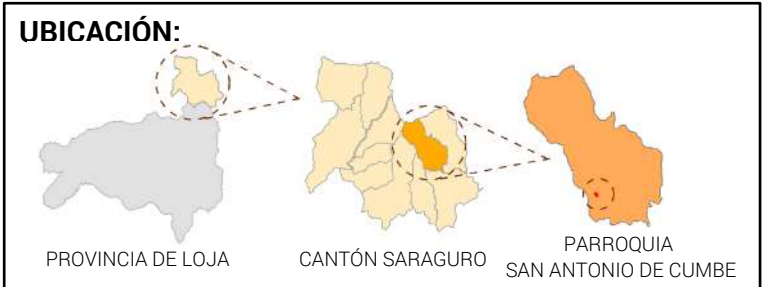 UBICACIÓN:
PROVINCIA DE LOJA
CANTÓN SARAGURO
PARROQUIA
SAN ANTONIO DE CUMBE